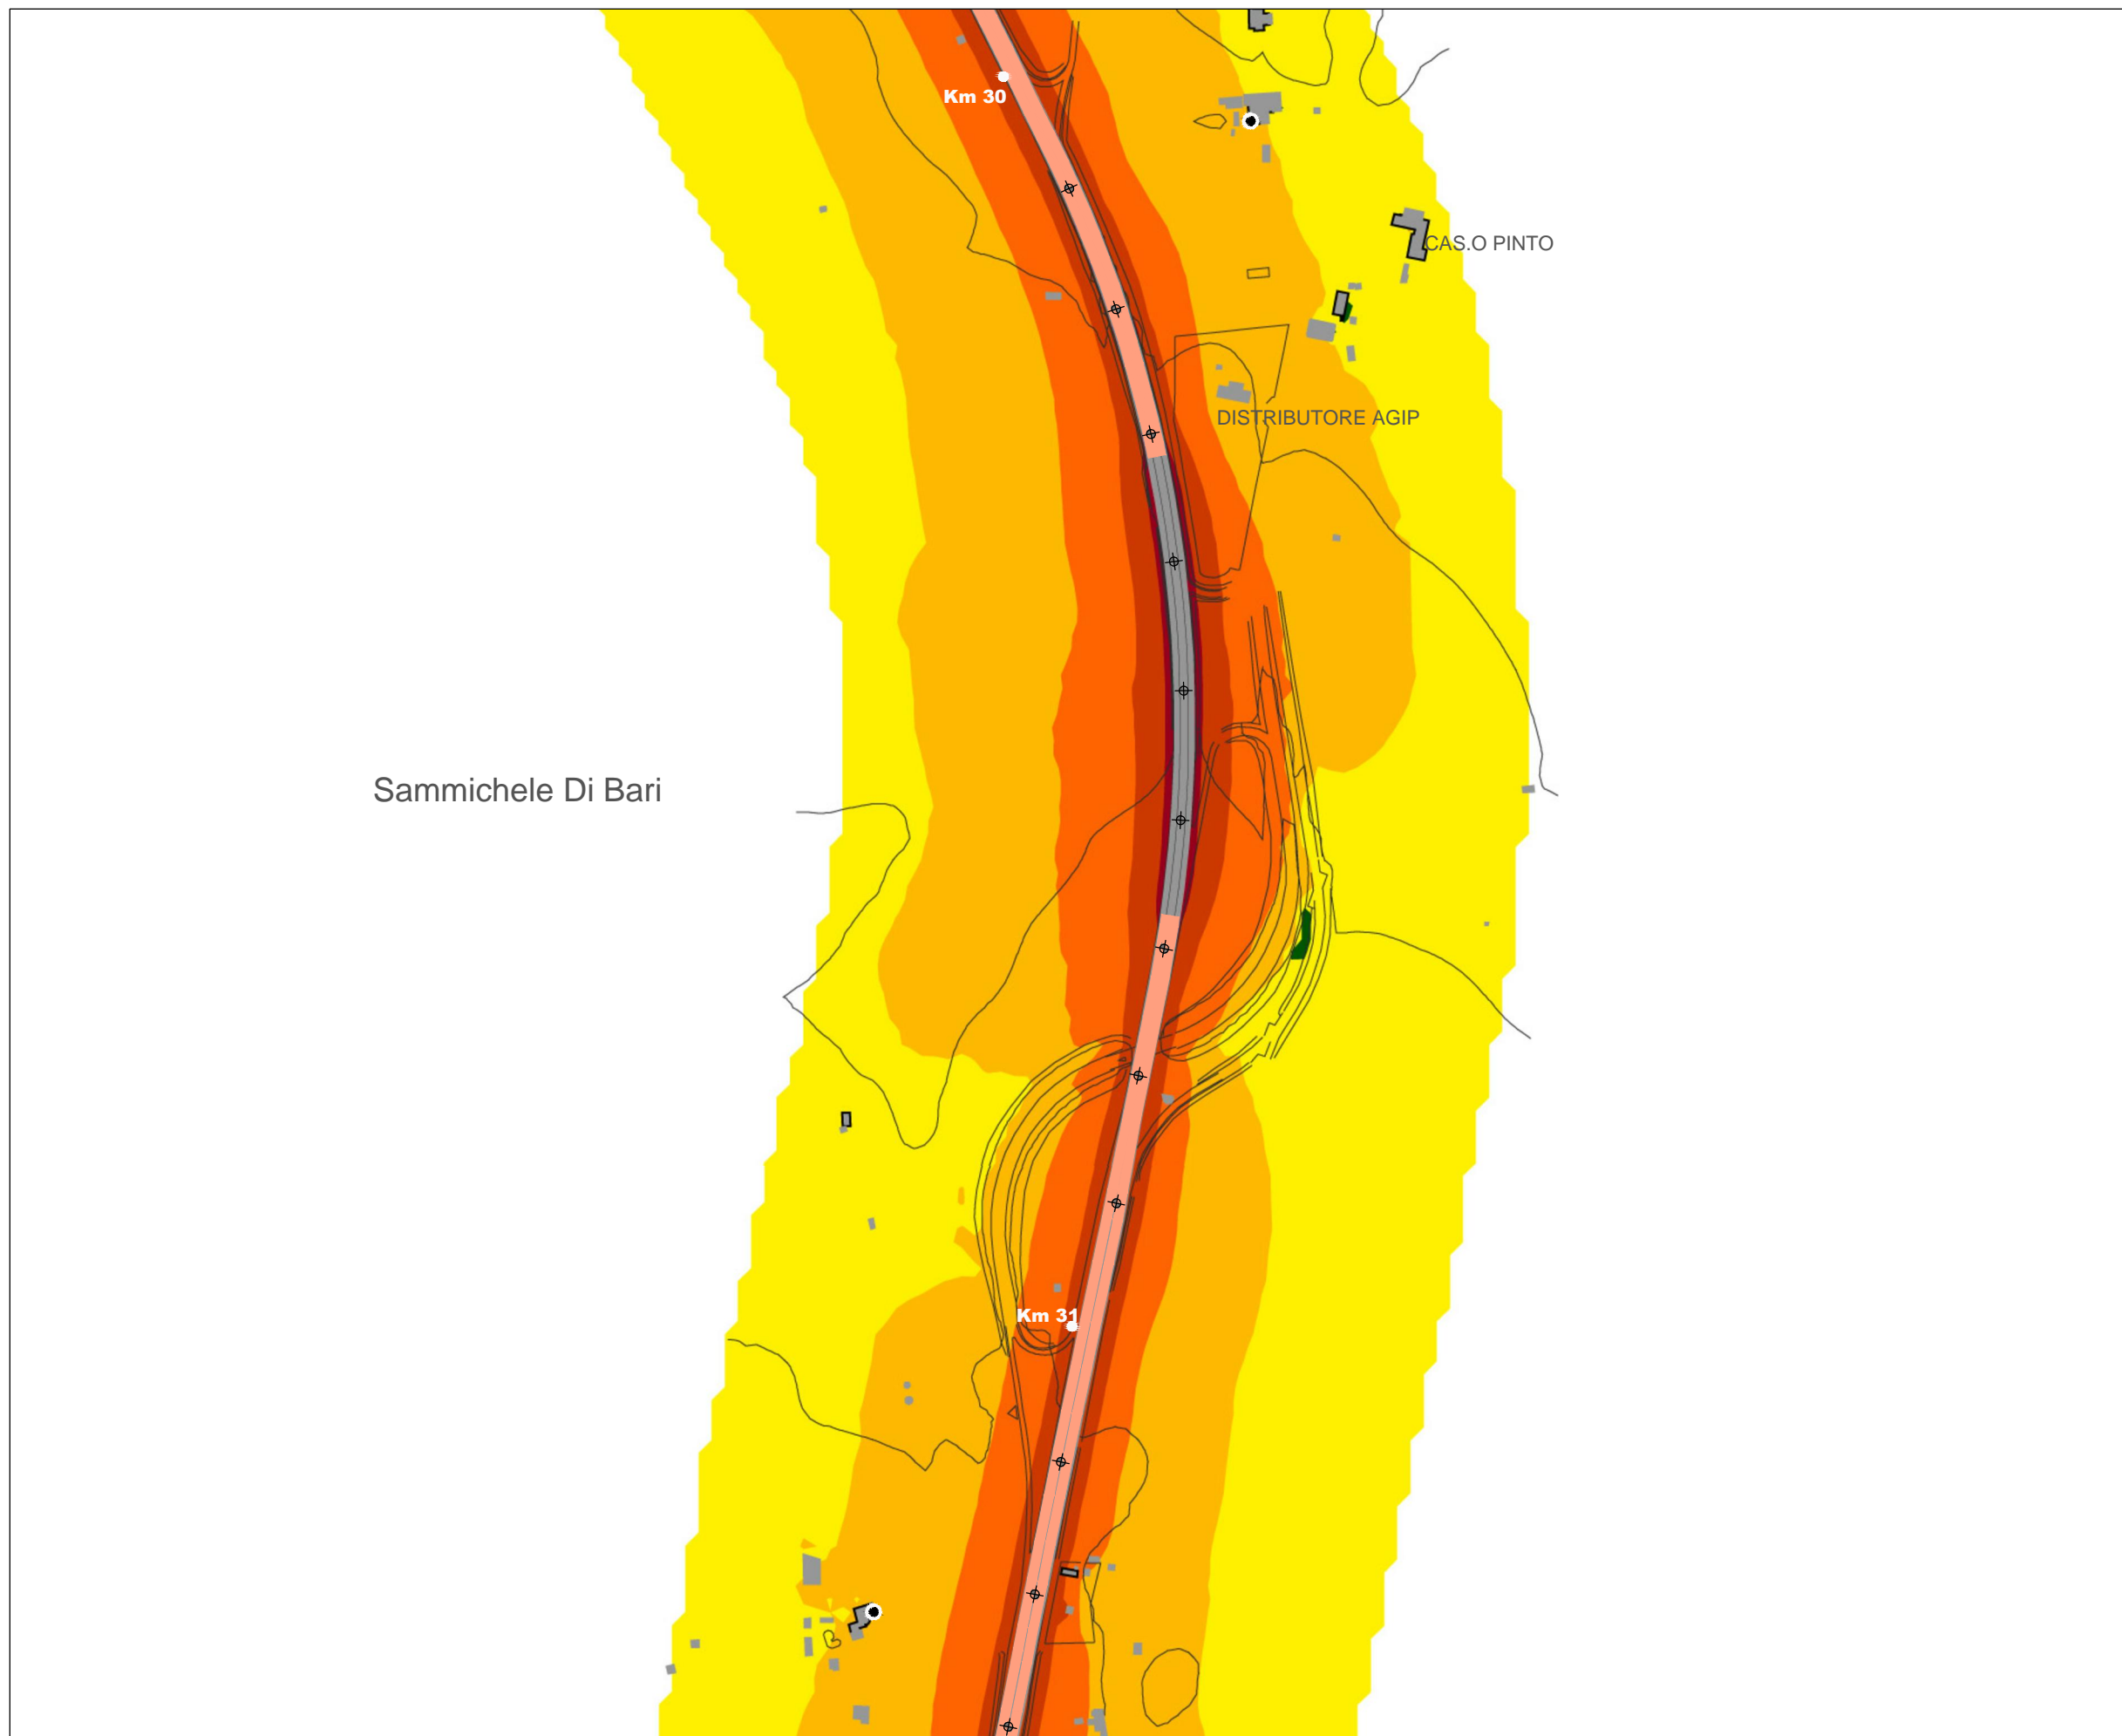 Km 30
CAS.O PINTO
DISTRIBUTORE AGIP
Sammichele Di Bari
Km 31